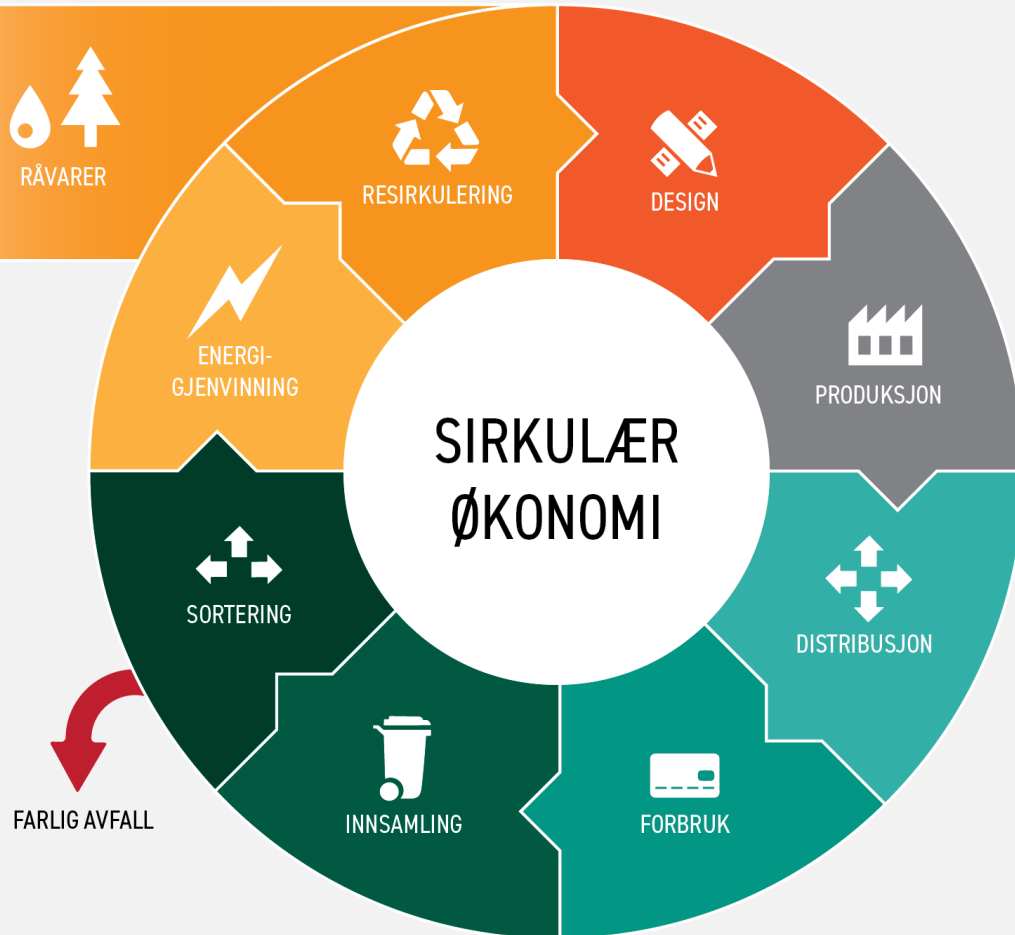 RÅVARER
RESIRKULERING
DESIGN
ENERGI-
GJENVINNING
PRODUKSJON
SIRKULÆR
ØKONOMI
SORTERING
DISTRIBUSJON
FARLIG AVFALL
INNSAMLING
FORBRUK